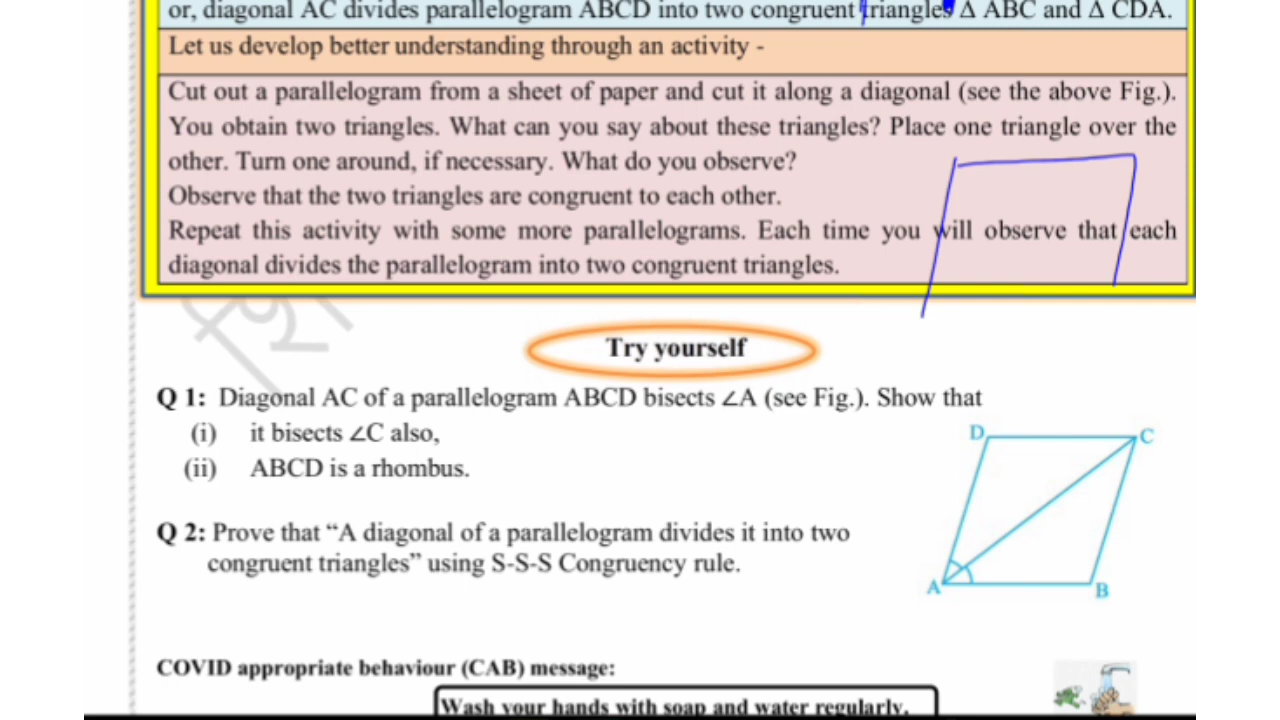 or, diagonal AC divides parallelogram ABCD into two congruent triangles Δ ABC and Δ CDA.
Let us develop better understanding through an activity -
Cut out a parallelogram from a sheet of paper and cut it along a diagonal (see the above Fig.).
You obtain two triangles. What can you say about these triangles? Place one triangle over the
other. Turn one around, if necessary. What do you observe?
Observe that the two triangles are congruent to each other.
Repeat this activity with some more parallelograms. Each time you will observe that each
diagonal divides the parallelogram into two congruent triangles.
Try yourself
Q 1: Diagonal AC of a parallelogram ABCD bisects ∠A (see Fig.). Show that
(i) it bisects ∠C also,
(ii) ABCD is a rhombus.
D C
A B
Q 2: Prove that “A diagonal of a parallelogram divides it into two
congruent triangles” using S-S-S Congruency rule.
COVID appropriate behaviour (CAB) message:
Wash your hands with soap and water regularly.